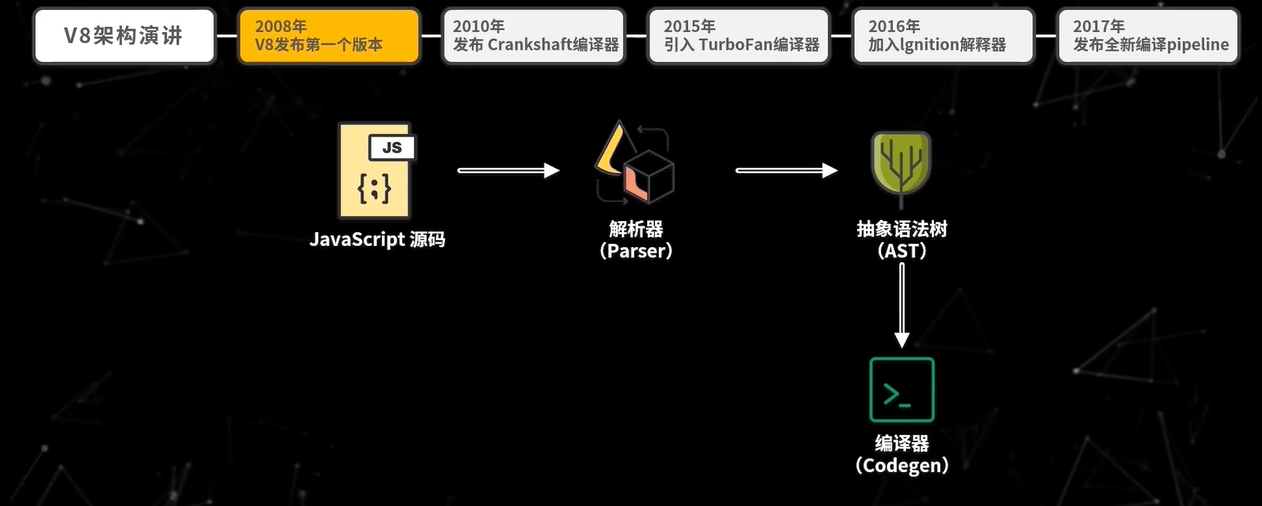 V8架构演讲
2008年
V8发布第一个版本
2010年
发布 Crankshaft编译器
2015年
引入 TurboFan编译器
2016年
加入lgnition解释器
2017年
发布全新编译pipeline
JS
{;}
JavaScript 源码
解析器
（Parser）
抽象语法树
（AST）
>_
编译器
（Codegen）